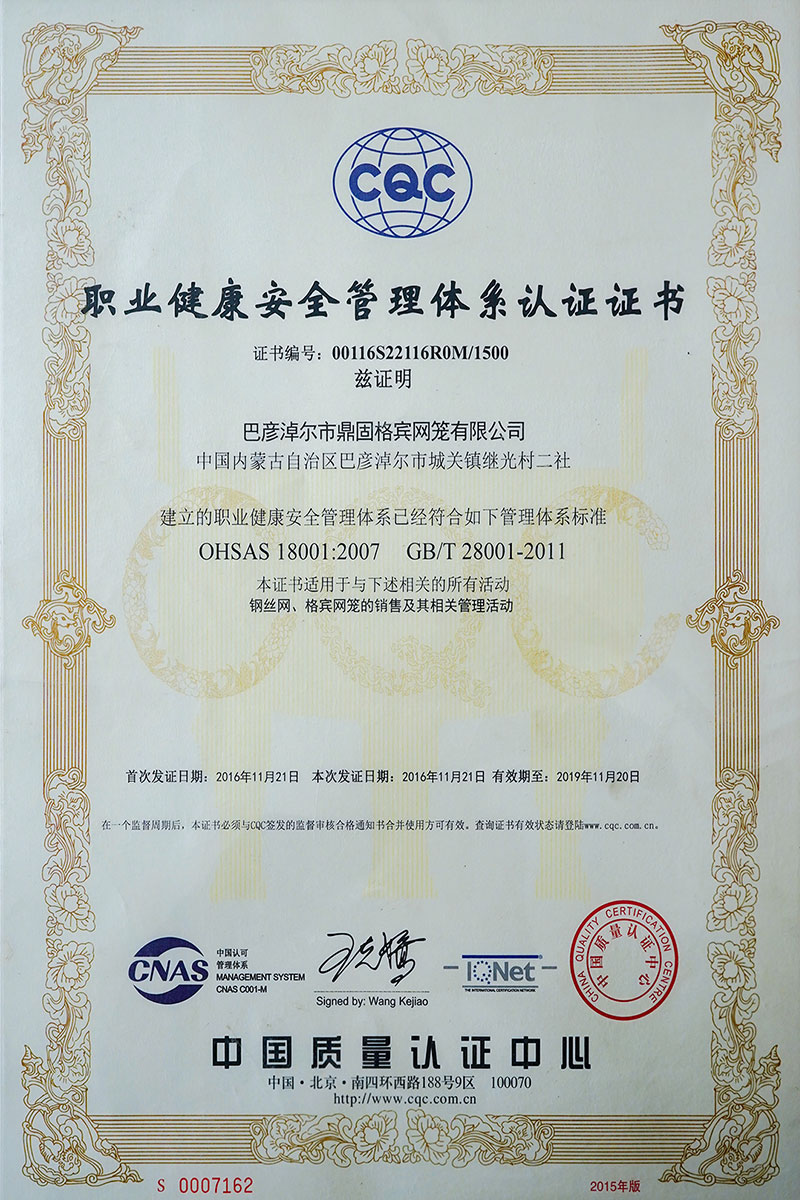 CQC
职业健康安全管理体系认证证书
证书编号：00116S22116R0M/1500
兹证明
巴彦淖尔市鼎固格宾网笼有限公司
中国内蒙古自治区巴彦淖尔市城关镇继光村二社
建立的职业健康安全管理体系已经符合如下管理体系标准
OHSAS 18001:2007 GB/T 28001-2011
本证书适用于与下述相关的所有活动
钢丝网、格宾网笼的销售及其相关管理活动
首次发证日期：2016年11月21日 本次发证日期：2016年11月21日 有效期至：2019年11月20日
在一个监督周期后，本证书必须与CQC签发的监督审核合格通知书合并使用方可有效。查询证书有效状态请登陆www.cqc.com.cn。
CNAS
中国认可
管理体系
MANAGEMENT SYSTEM
CNAS C001-M
王克娇
Signed by: Wang Kejiao
IQNet
THE INTERNATIONAL CERTIFICATION NETWORK
CHINA QUALITY CERTIFICATION CENTRE
中国质量认证中心
中国质量认证中心
中国·北京·南四环西路188号9区 100070
http://www.cqc.com.cn
S 0007162
2015年版